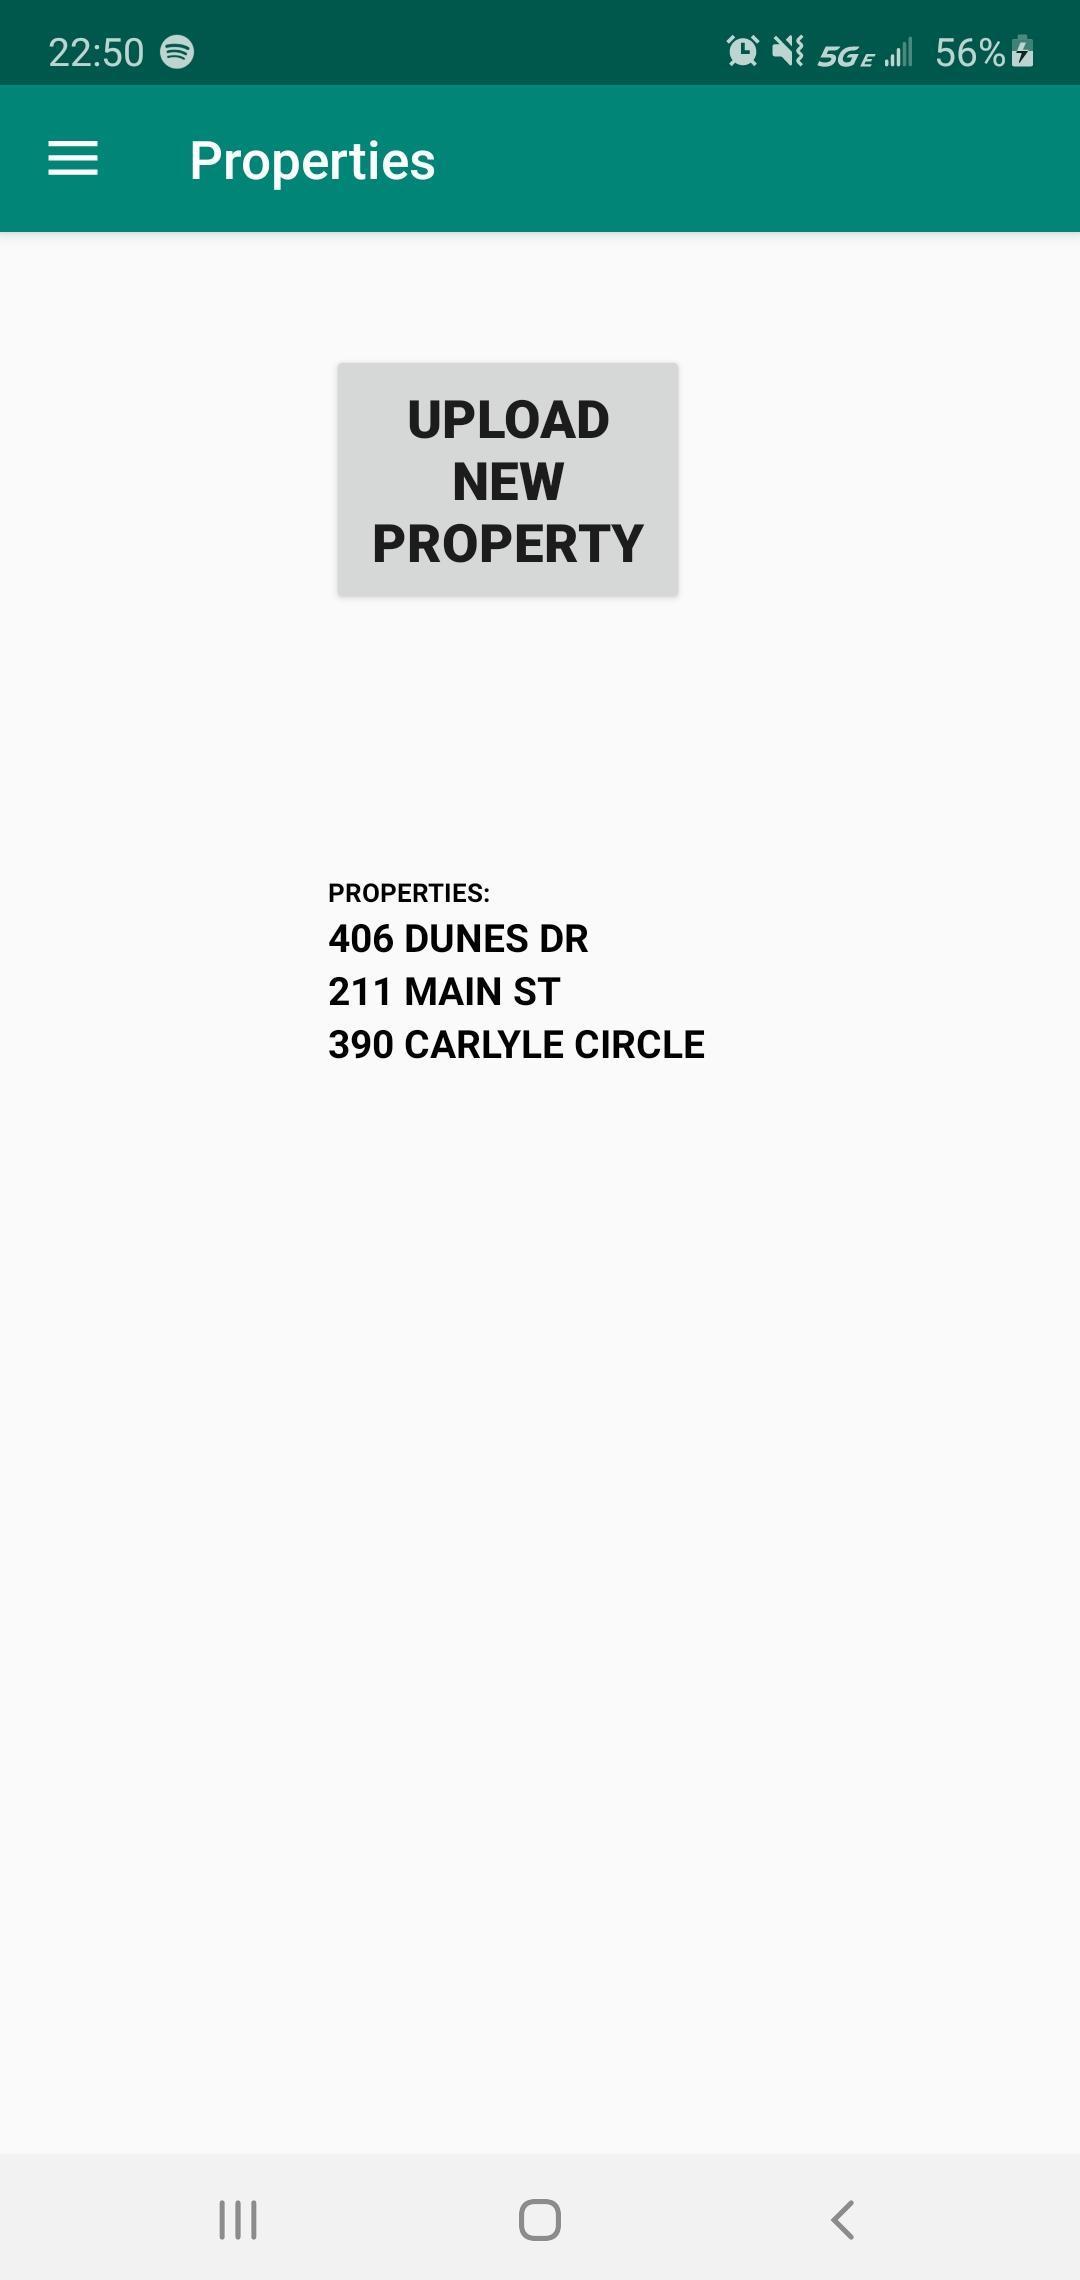 22:50 5GE 56%
Properties
UPLOAD
NEW
PROPERTY
PROPERTIES:
406 DUNES DR
211 MAIN ST
390 CARLYLE CIRCLE